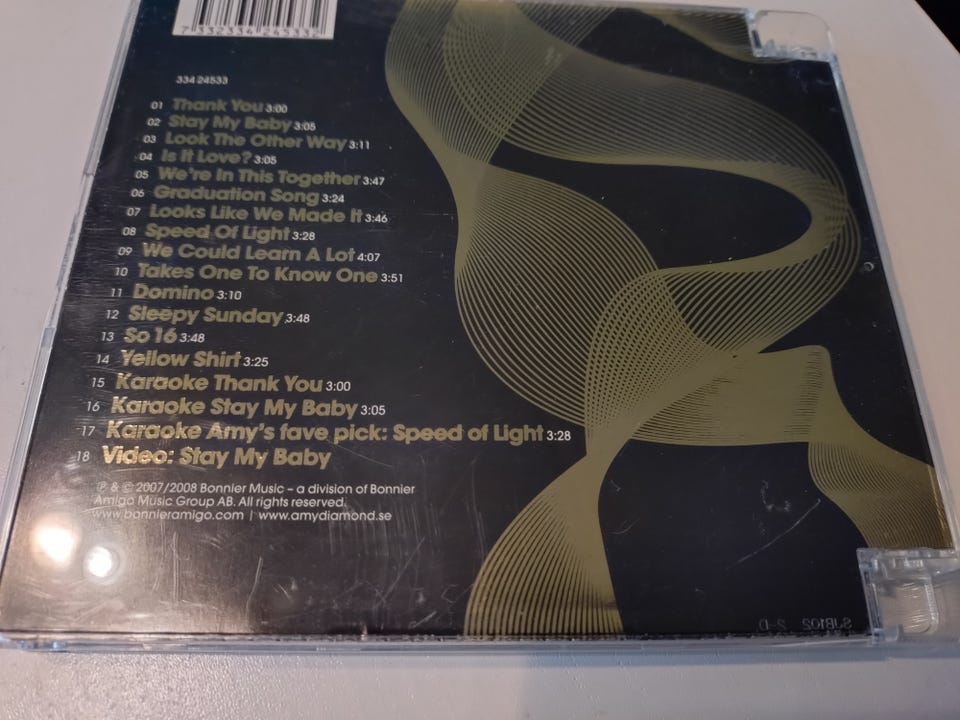 7 332334 245332
334 24533
01 Thank You 3:00
02 Stay My Baby 3:05
03 Look The Other Way 3:11
04 Is It Love? 3:05
05 We're In This Together 3:47
06 Graduation Song 3:24
07 Looks Like We Made It 3:46
08 Speed Of Light 3:28
09 We Could Learn A Lot 4:07
10 Takes One To Know One 3:51
11 Domino 3:10
12 Sleepy Sunday 3:48
13 So 16 3:48
14 Yellow Shirt 3:25
15 Karaoke Thank You 3:00
16 Karaoke Stay My Baby 3:05
17 Karaoke Amy's fave pick: Speed of Light 3:28
18 Video: Stay My Baby
℗ & © 2007/2008 Bonnier Music – a division of Bonnier
Amigo Music Group AB. All rights reserved.
www.bonnieramigo.com | www.amydiamond.se
SJB102 2-D